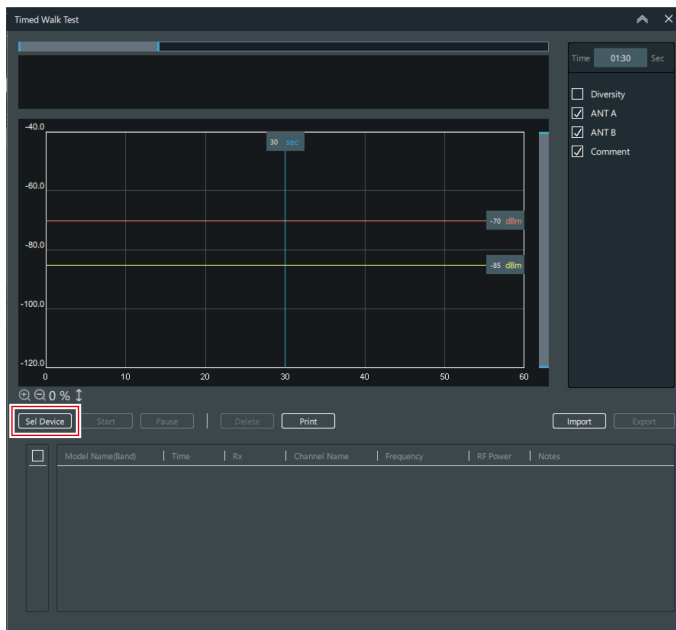 Timed Walk Test
Time 01:30 Sec
Diversity
ANT A
ANT B
Comment
-40.0
30 sec
-60.0
-70 dBm
-80.0
-85 dBm
-100.0
-120.0
0 10 20 30 40 50 60
0 %
Sel Device Start Pause Delete Print Import Export
Model Name(Band) Time Rx Channel Name Frequency RF Power Notes